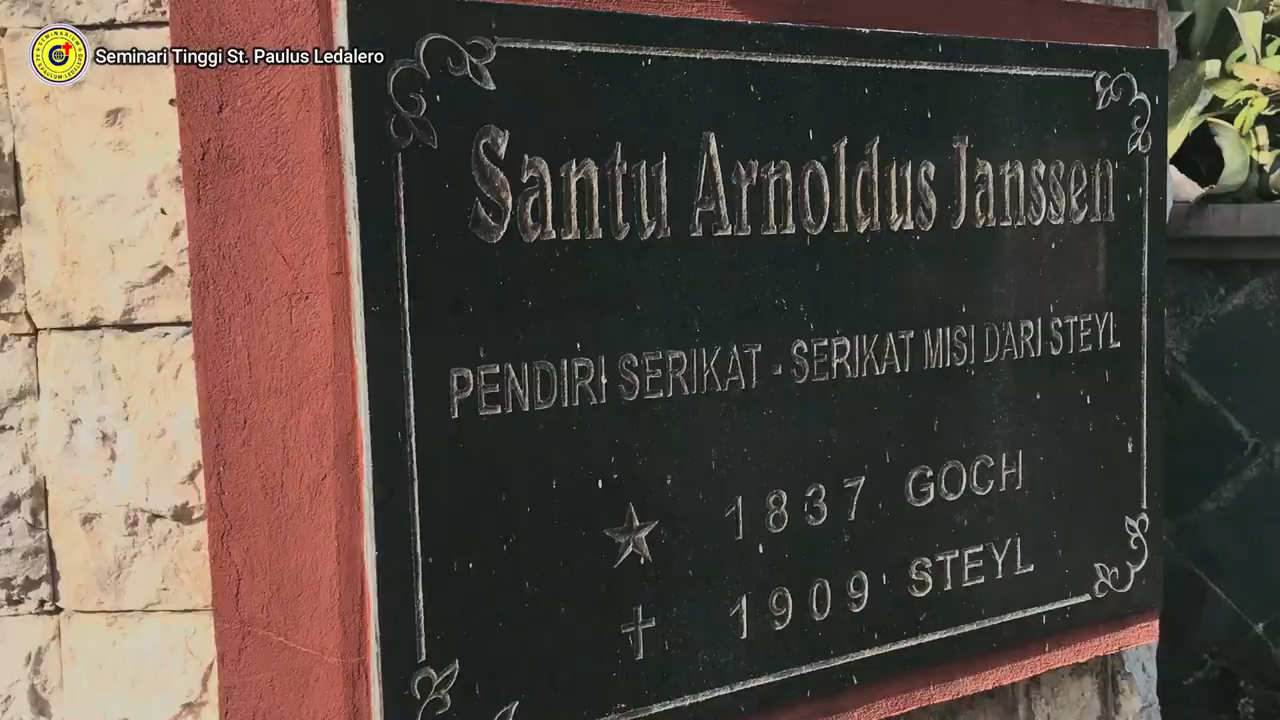 Seminari Tinggi St. Paulus Ledalero
Santu Arnoldus Janssen
PENDIRI SERIKAT - SERIKAT MISI DARI STEYL
1837 GOCH
1909 STEYL